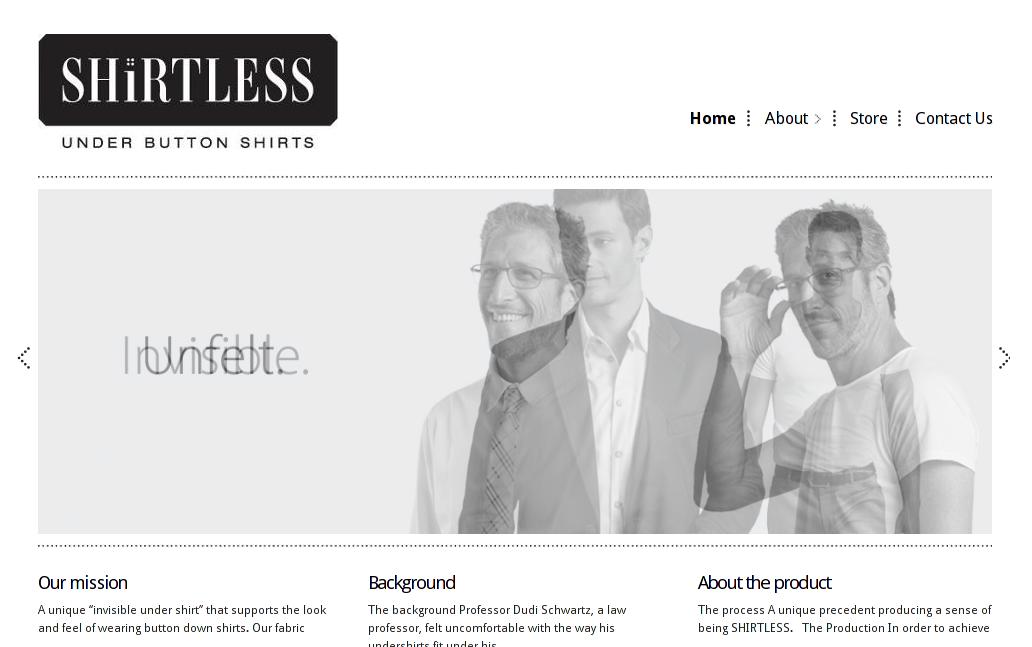 SHïRTLESS
UNDER BUTTON SHIRTS
Home About Store Contact Us
Invisible.
Unfelt.
Our mission
A unique “invisible under shirt” that supports the look
and feel of wearing button down shirts. Our fabric
Background
The background Professor Dudi Schwartz, a law
professor, felt uncomfortable with the way his
undershirts fit under his
About the product
The process A unique precedent producing a sense of
being SHIRTLESS. The Production In order to achieve